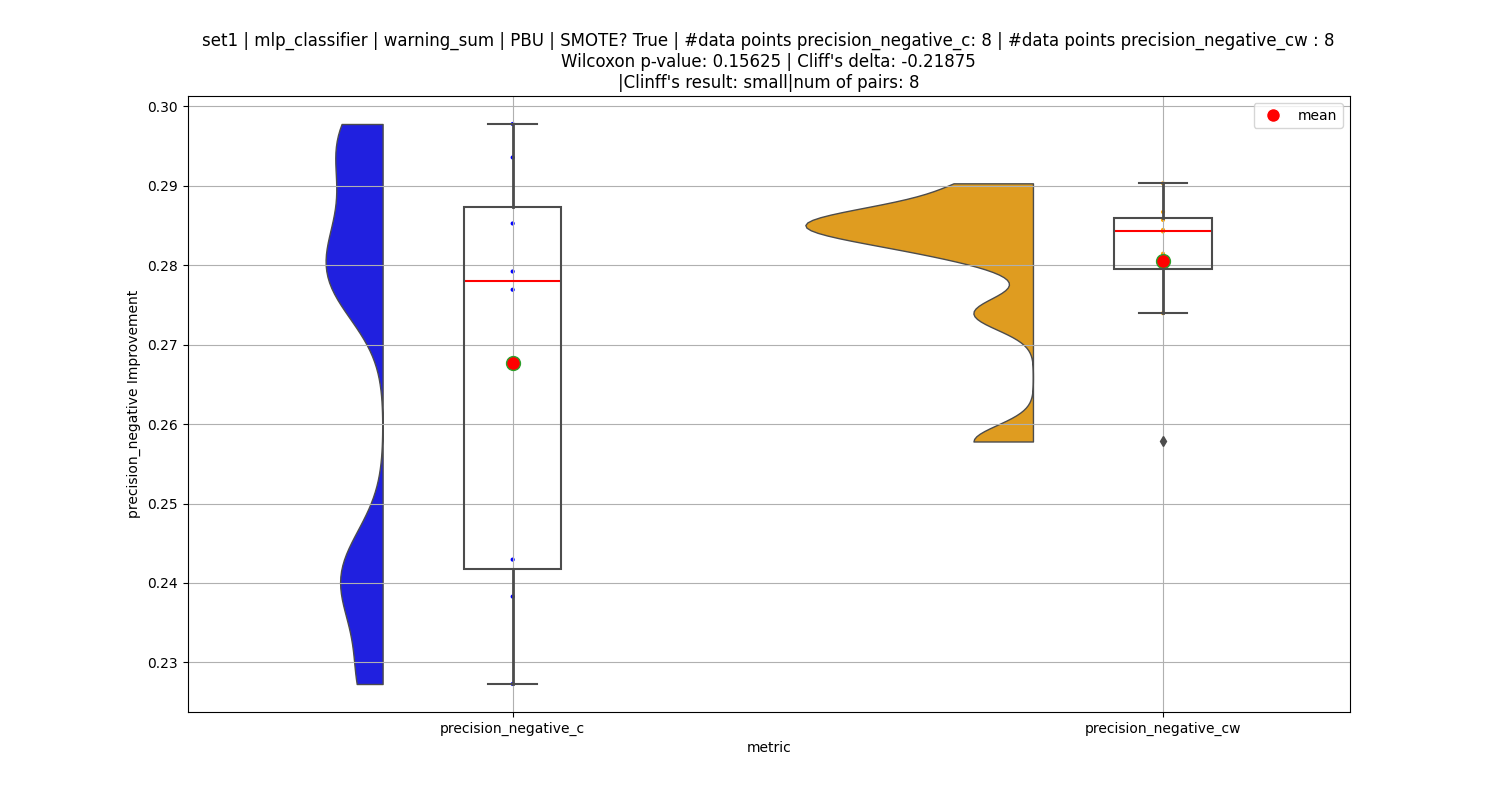 set1 | mlp_classifier | warning_sum | PBU | SMOTE? True | #data points precision_negative_c: 8 | #data points precision_negative_cw : 8
Wilcoxon p-value: 0.15625 | Cliff's delta: -0.21875
|Clinff's result: small|num of pairs: 8
mean
0.30
0.29
0.28
0.27
0.26
0.25
0.24
0.23
precision_negative Improvement
precision_negative_c
precision_negative_cw
metric